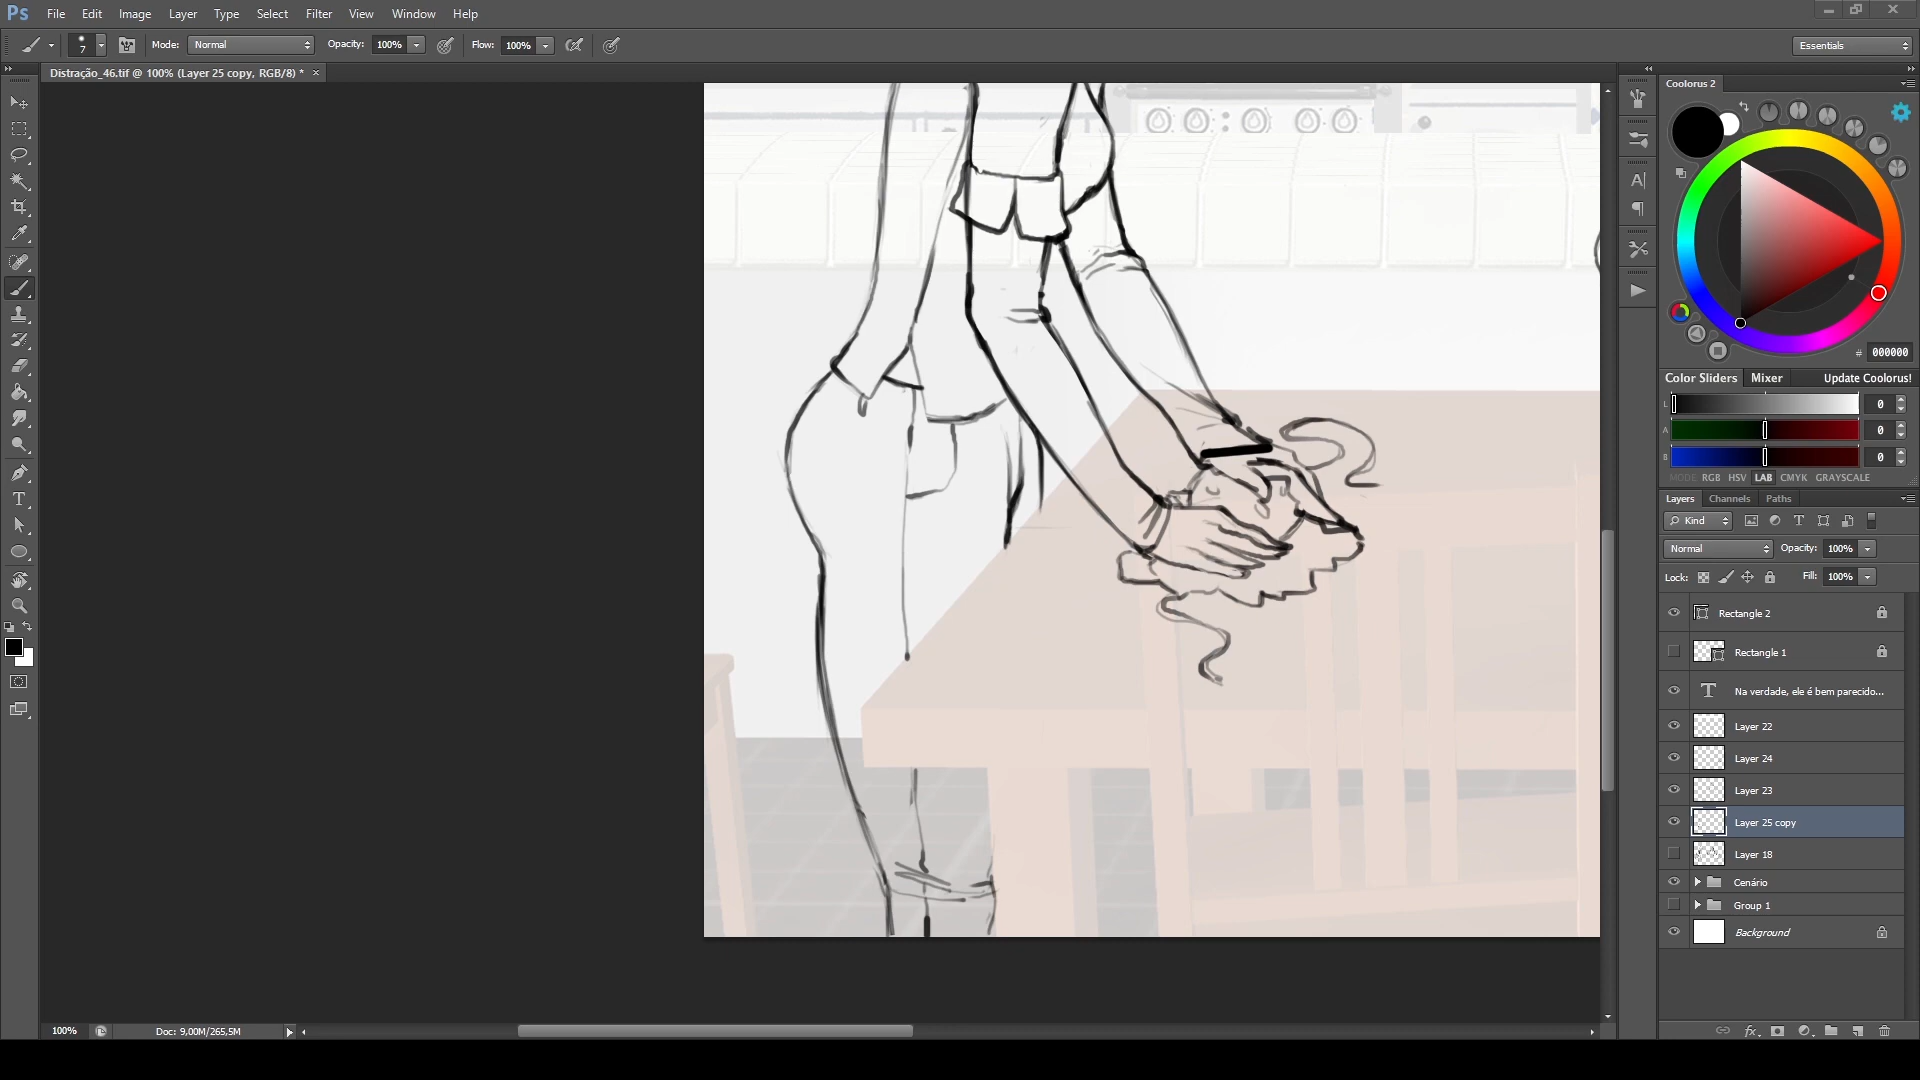 Ps File Edit Image Layer Type Select Filter View Window Help
7 Mode: Normal Opacity: 100% Flow: 100% Essentials
Distração_46.tif @ 100% (Layer 25 copy, RGB/8) * ×
Coolorus 2
# 000000
Color Sliders Mixer Update Coolorus!
L 0
A 0
B 0
MODE RGB HSV LAB CMYK GRAYSCALE
Layers Channels Paths
Kind
Normal Opacity: 100%
Lock: Fill: 100%
Rectangle 2
Rectangle 1
Na verdade, ele é bem parecido...
Layer 22
Layer 24
Layer 23
Layer 25 copy
Layer 18
Cenário
Group 1
Background
100% Doc: 9,00M/265,5M